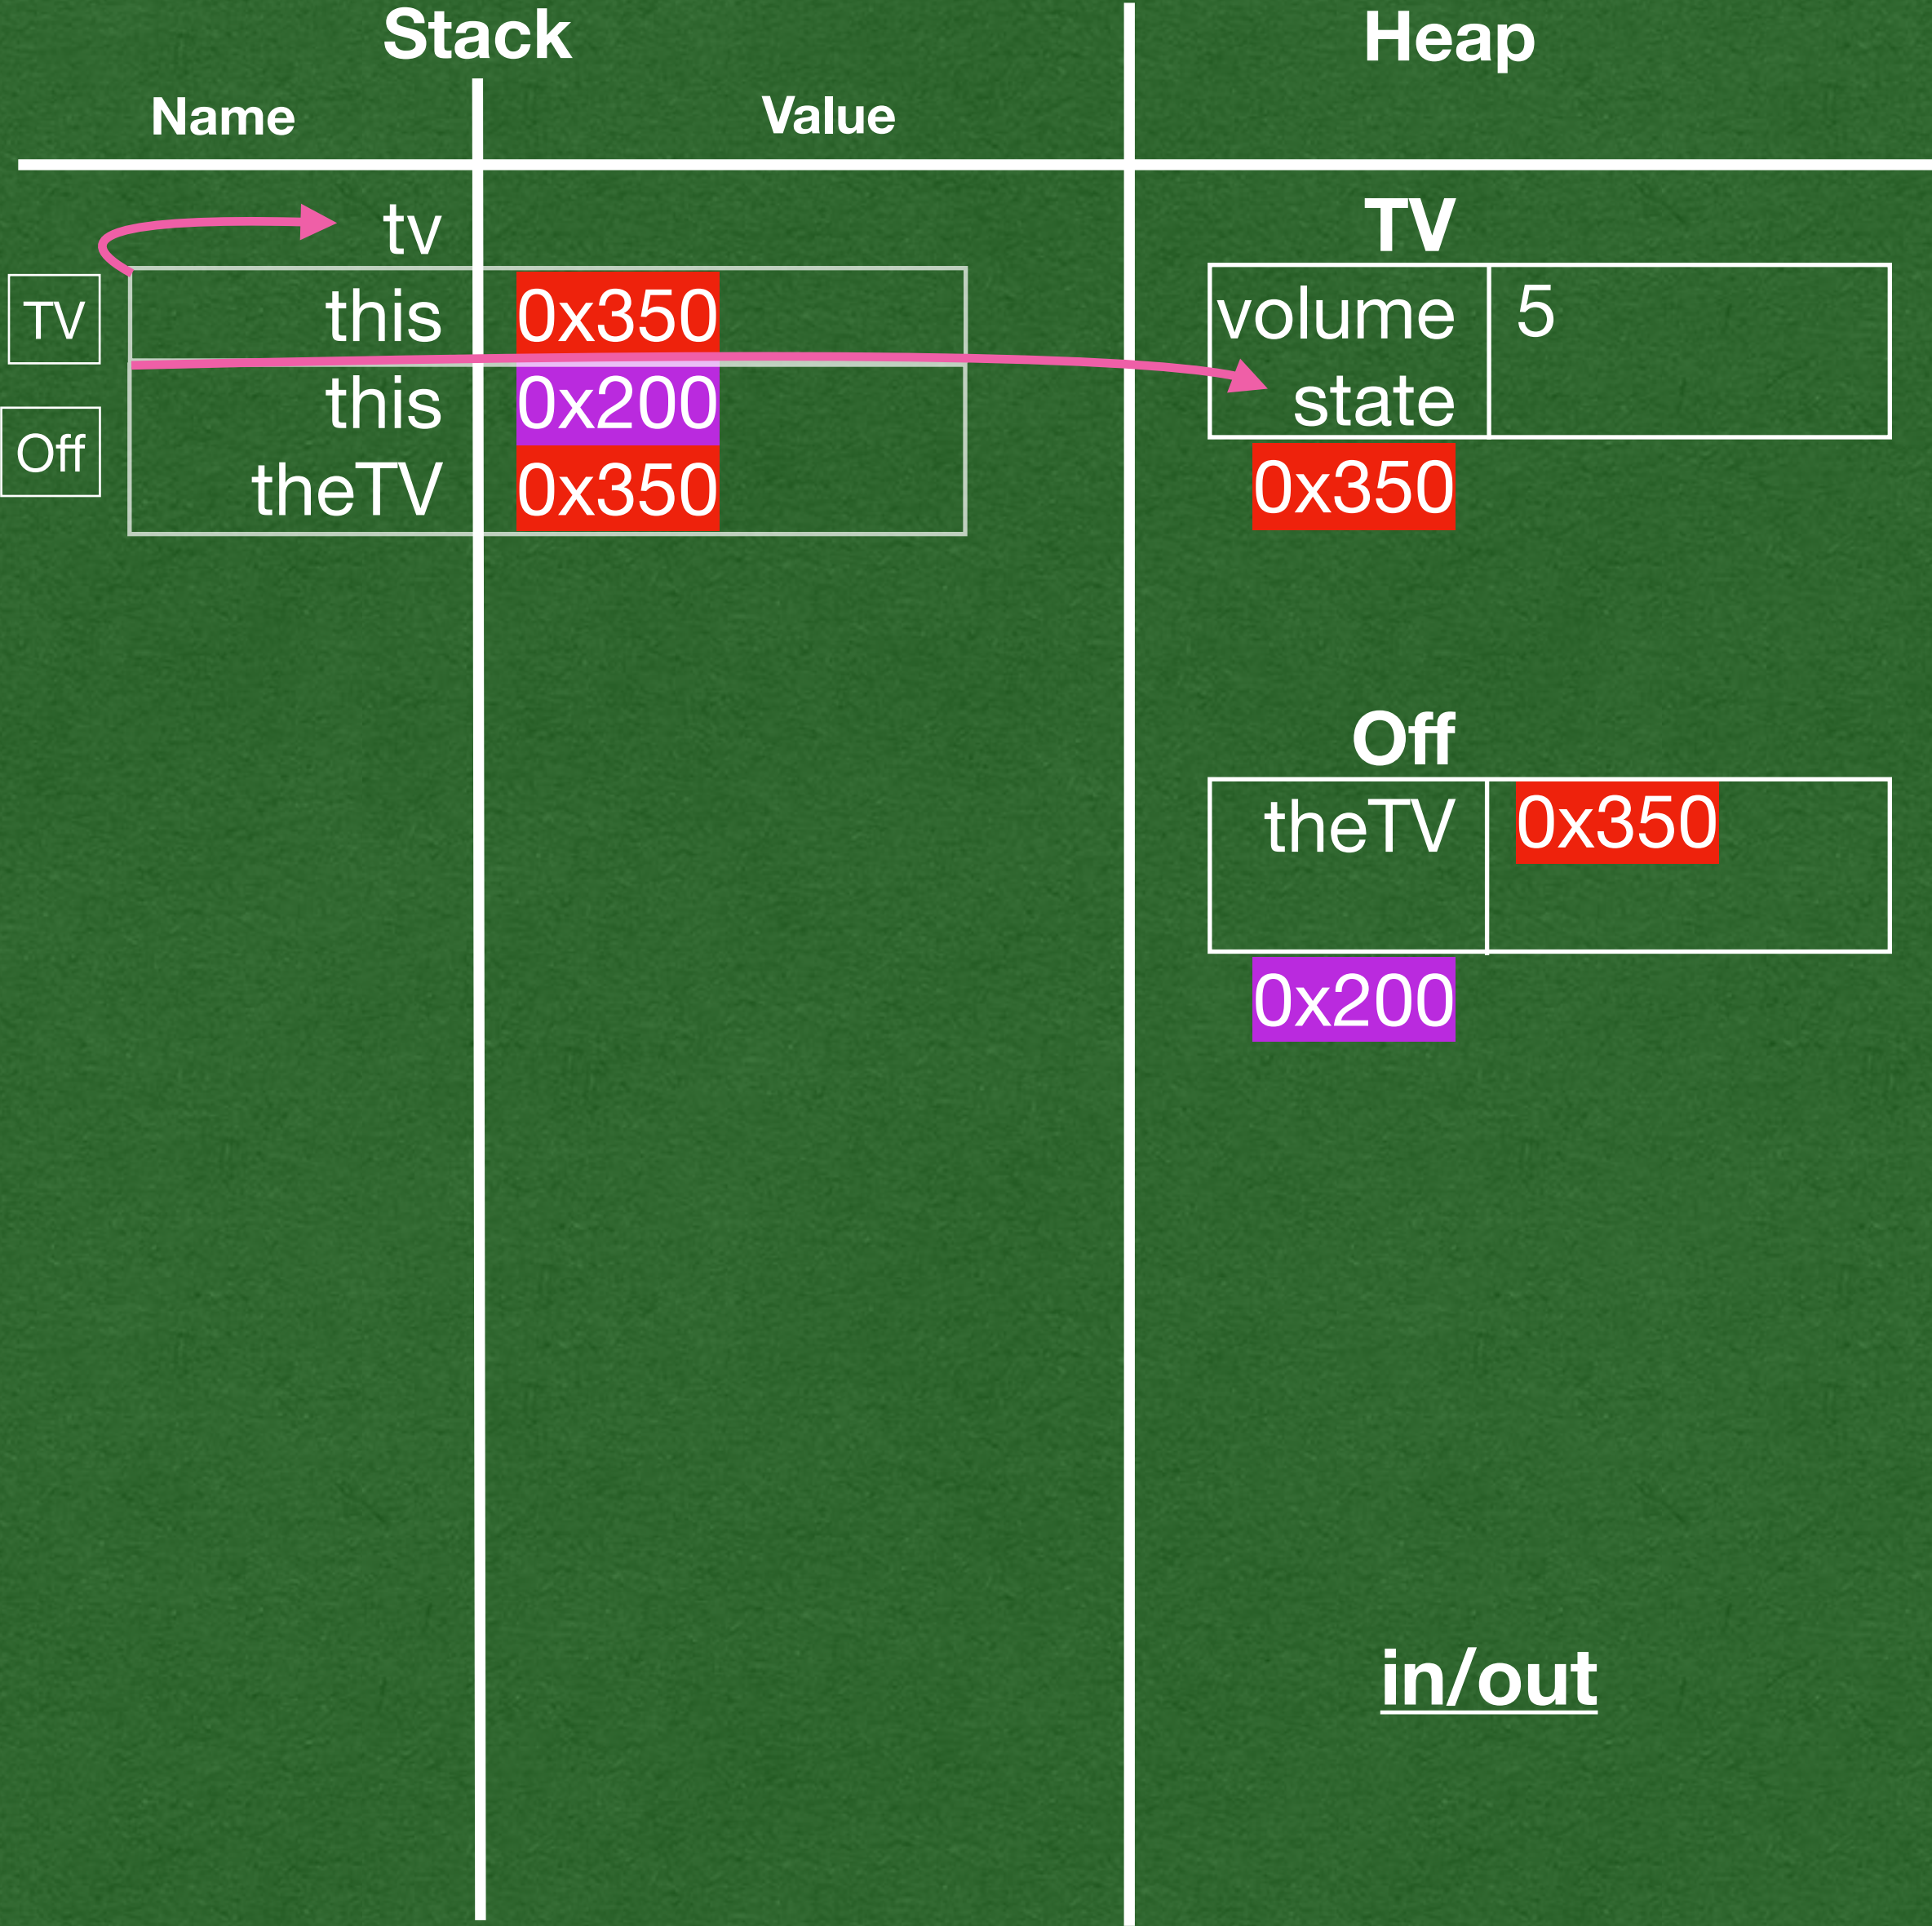 Stack
Heap
Name
Value
tv
TV
TV
this
0x350
volume
5
this
0x200
state
Off
theTV
0x350
0x350
Off
theTV
0x350
0x200
in/out